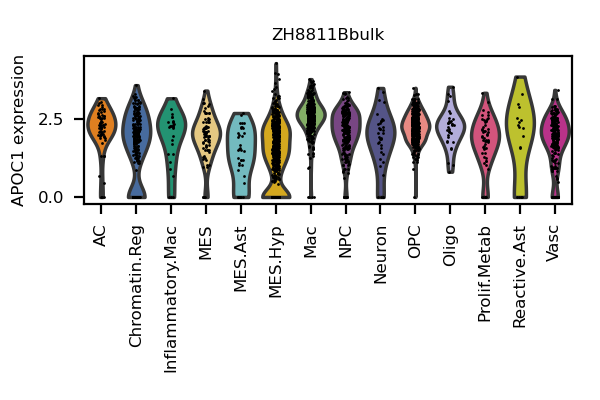 ZH8811Bbulk
APOC1 expression
2.5
0.0
AC
Chromatin.Reg
Inflammatory.Mac
MES
MES.Ast
MES.Hyp
Mac
NPC
Neuron
OPC
Oligo
Prolif.Metab
Reactive.Ast
Vasc